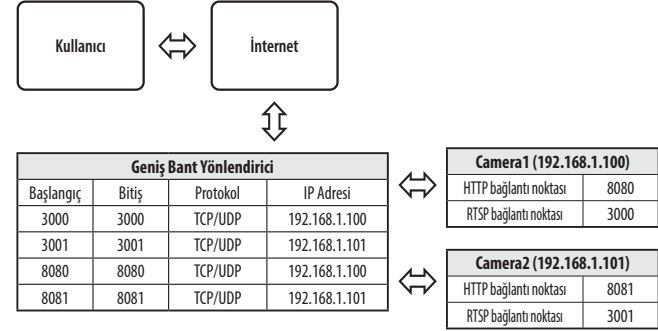 Kullanıcı
İnternet
Geniş Bant Yönlendirici
Başlangıç Bitiş Protokol IP Adresi
3000 3000 TCP/UDP 192.168.1.100
3001 3001 TCP/UDP 192.168.1.101
8080 8080 TCP/UDP 192.168.1.100
8081 8081 TCP/UDP 192.168.1.101
Camera1 (192.168.1.100)
HTTP bağlantı noktası 8080
RTSP bağlantı noktası 3000
Camera2 (192.168.1.101)
HTTP bağlantı noktası 8081
RTSP bağlantı noktası 3001